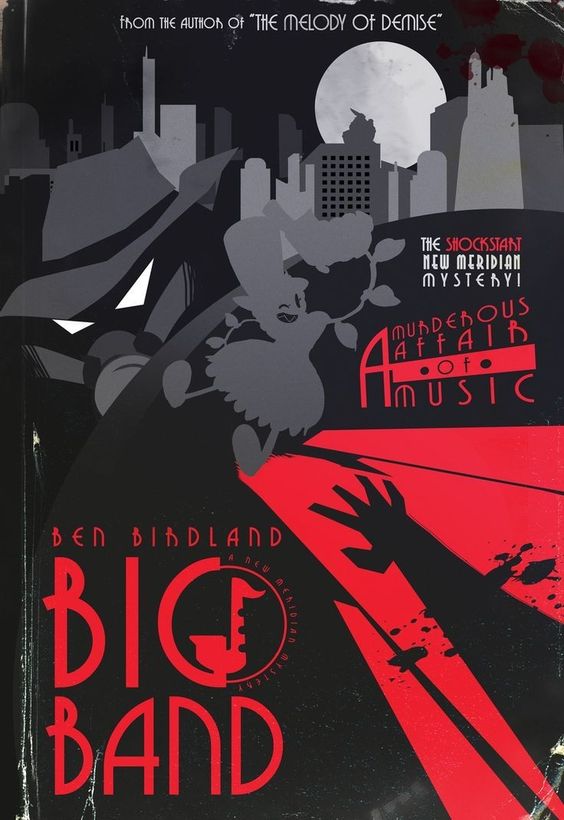 FROM THE AUTHOR OF "THE MELODY OF DEMISE"
THE SHOCKSTART
NEW MERIDIAN
MYSTERY!
A MURDEROUS
AFFAIR
OF
MUSIC
BEN BIRDLAND
BIG
A NEW MERIDIAN MYSTERY
BAND